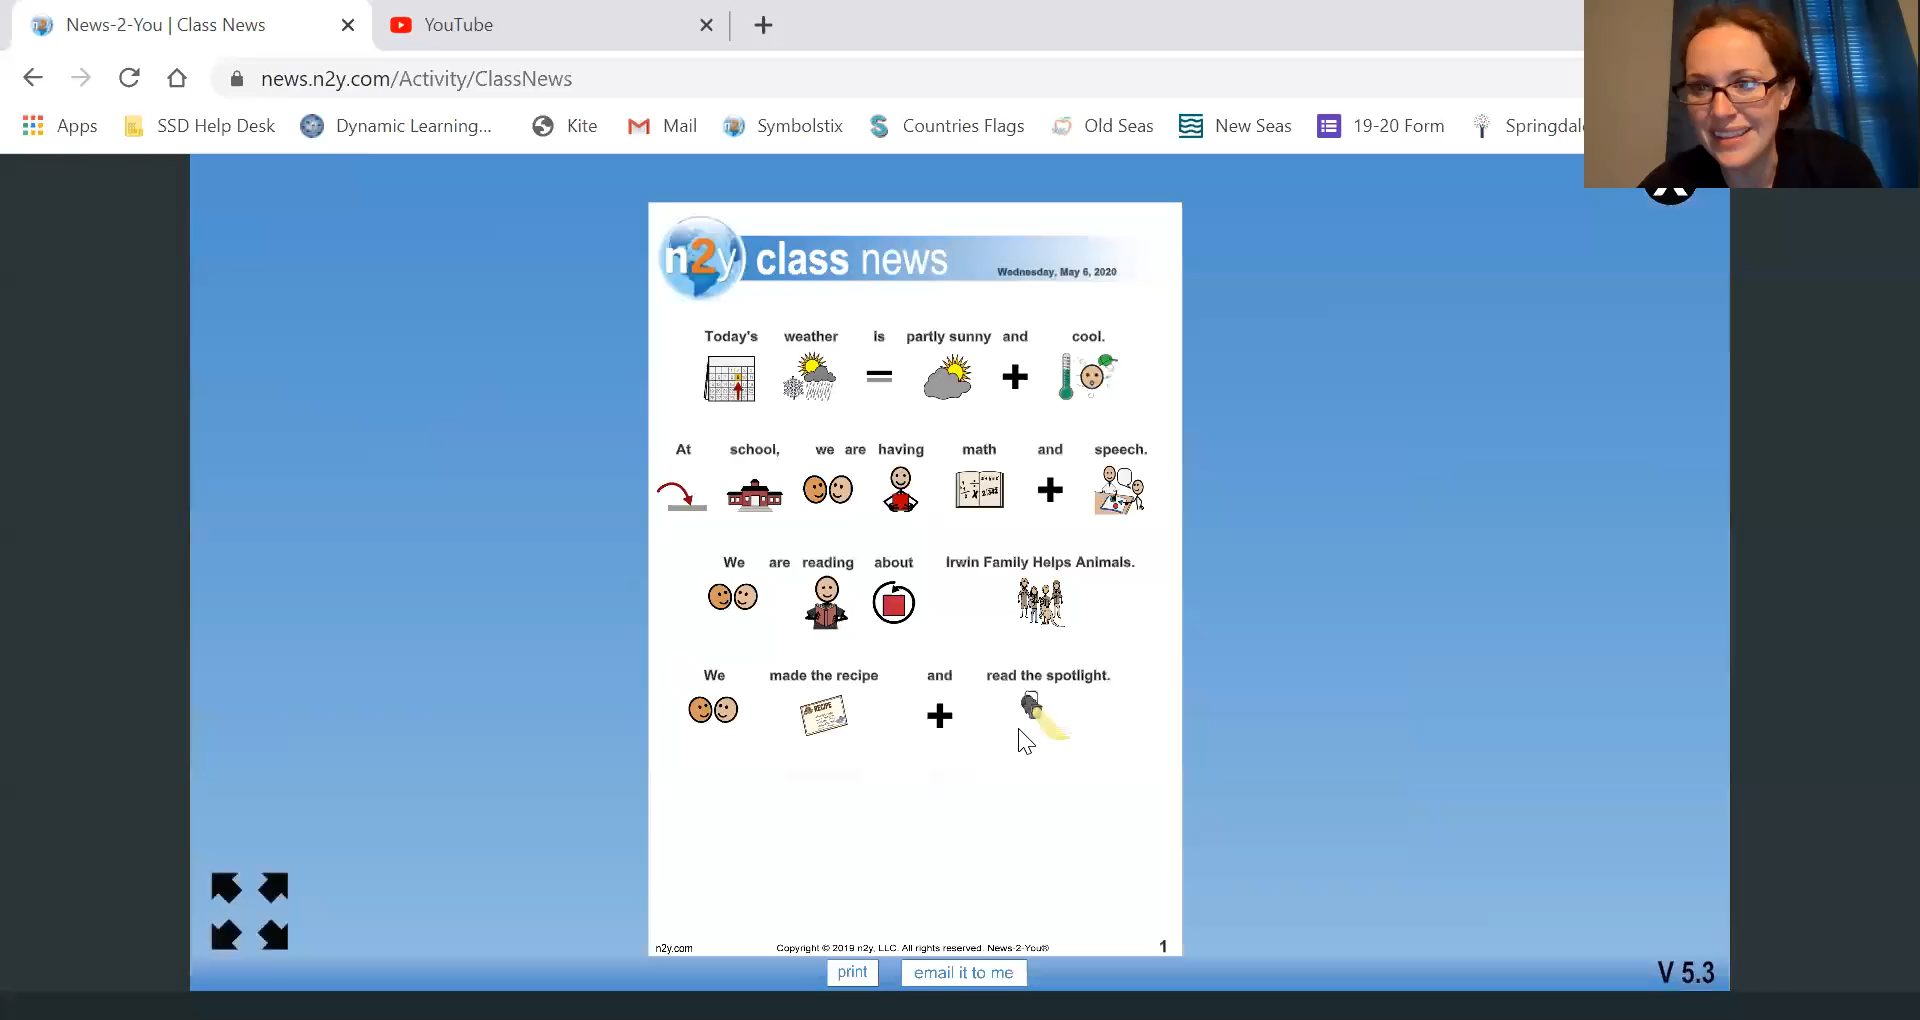 News-2-You | Class News
YouTube
news.n2y.com/Activity/ClassNews
Apps SSD Help Desk Dynamic Learning... Kite Mail Symbolstix Countries Flags Old Seas New Seas 19-20 Form Springdal
n2y class news Wednesday, May 6, 2020
Today's weather is partly sunny and cool.
At school, we are having math and speech.
We are reading about Irwin Family Helps Animals.
We made the recipe and read the spotlight.
RECIPE
n2y.com Copyright © 2019 n2y, LLC. All rights reserved. News-2-You® 1
print email it to me
V 5.3